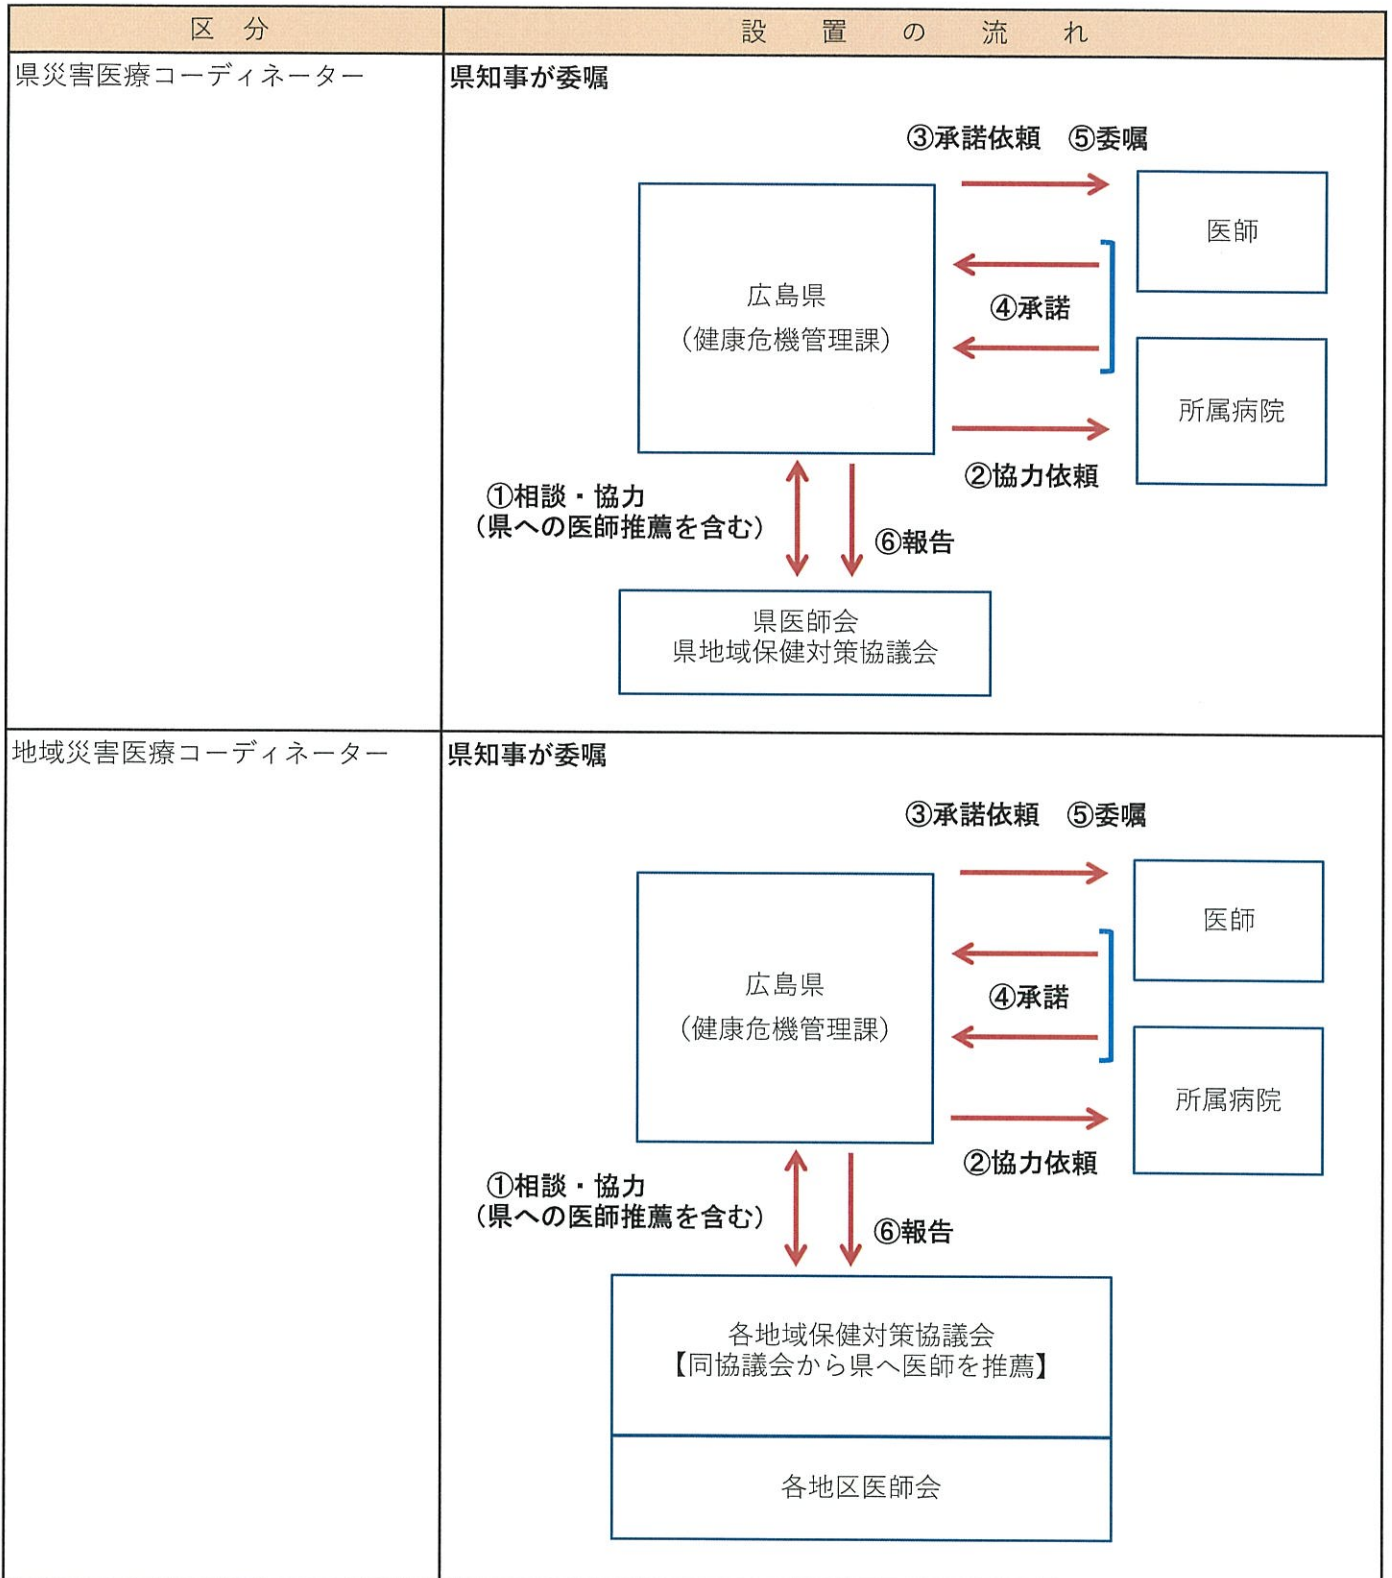 区　分
設　置　の　流　れ
県災害医療コーディネーター
県知事が委嘱
③承諾依頼　⑤委嘱
医師
広島県
（健康危機管理課）
④承諾
所属病院
②協力依頼
①相談・協力
（県への医師推薦を含む）
⑥報告
県医師会
県地域保健対策協議会
地域災害医療コーディネーター
県知事が委嘱
③承諾依頼　⑤委嘱
医師
広島県
（健康危機管理課）
④承諾
所属病院
②協力依頼
①相談・協力
（県への医師推薦を含む）
⑥報告
各地域保健対策協議会
【同協議会から県へ医師を推薦】
各地区医師会